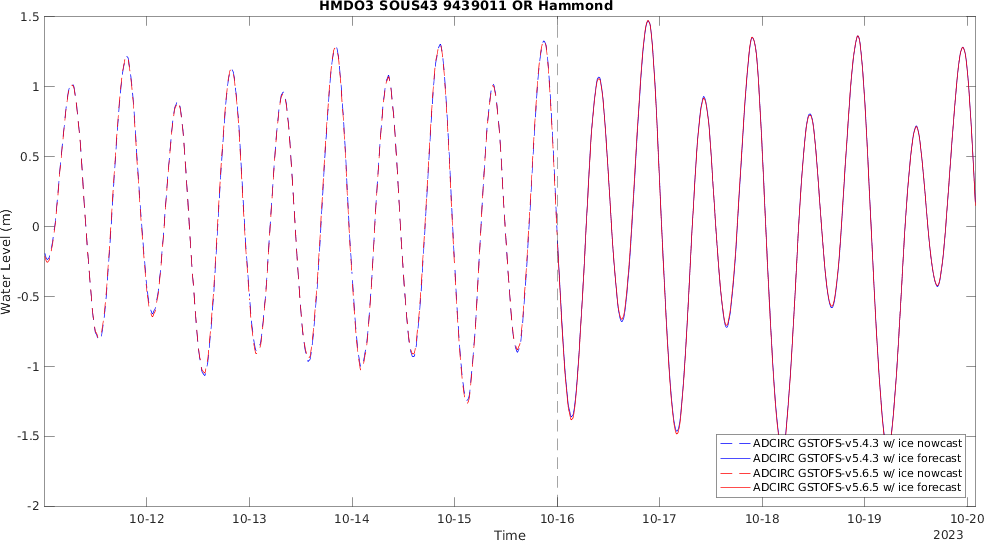 HMDO3 SOUS43 9439011 OR Hammond
1.5
1
0.5
0
-0.5
-1
-1.5
-2
Water Level (m)
10-12
10-13
10-14
10-15
10-16
10-17
10-18
10-19
10-20
2023
Time
ADCIRC GSTOFS-v5.4.3 w/ ice nowcast
ADCIRC GSTOFS-v5.4.3 w/ ice forecast
ADCIRC GSTOFS-v5.6.5 w/ ice nowcast
ADCIRC GSTOFS-v5.6.5 w/ ice forecast